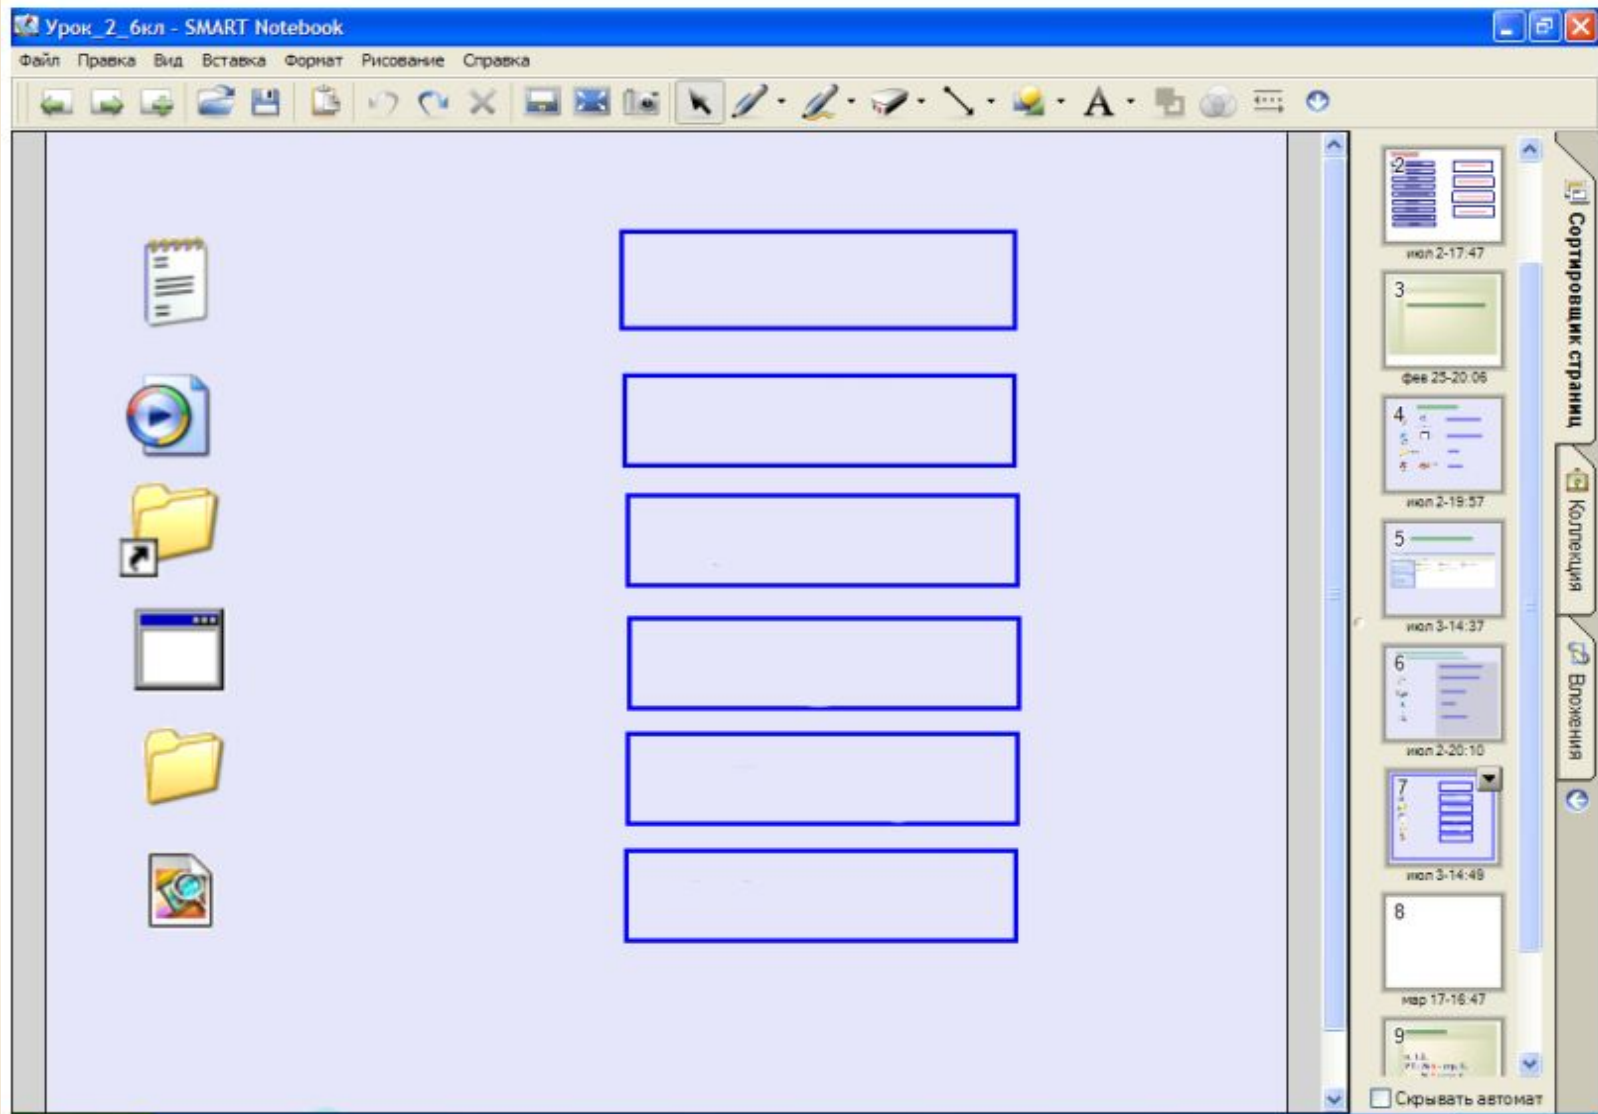 Урок_2_6кл - SMART Notebook
Файл Правка Вид Вставка Формат Рисование Справка
A
2
июл 2-17:47
3
фев 25-20:06
4
июл 2-19:57
5
июл 3-14:37
6
июл 2-20:10
7
июл 3-14:49
8
мар 17-16:47
9
Скрывать автомат
Сортировщик страниц
Коллекция
Вложения